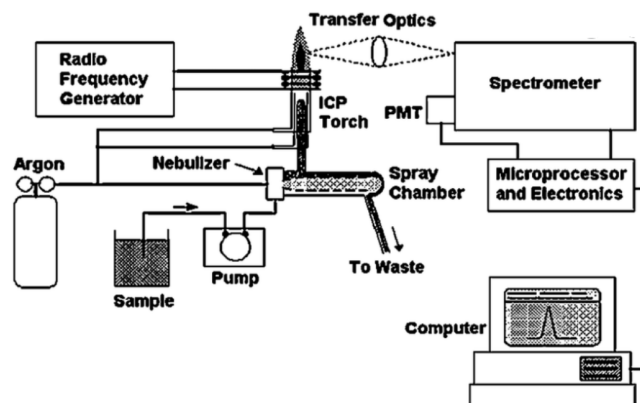 Transfer Optics
Radio
Frequency
Generator
Spectrometer
ICP
Torch
PMT
Argon
Nebulizer
Spray
Chamber
Microprocessor
and Electronics
Pump
To Waste
Sample
Computer